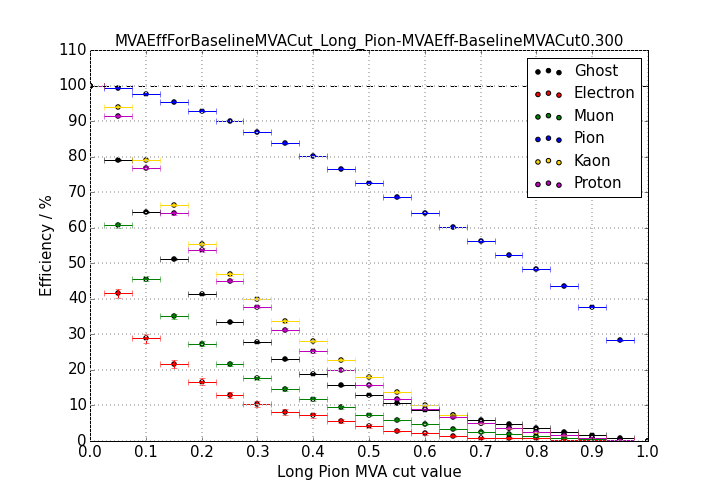 MVAEffForBaselineMVACut_Long_Pion-MVAEff-BaselineMVACut0.300
110
100
90
80
70
60
50
40
30
20
10
0
Efficiency / %
Ghost
Electron
Muon
Pion
Kaon
Proton
0.0 0.1 0.2 0.3 0.4 0.5 0.6 0.7 0.8 0.9 1.0
Long Pion MVA cut value